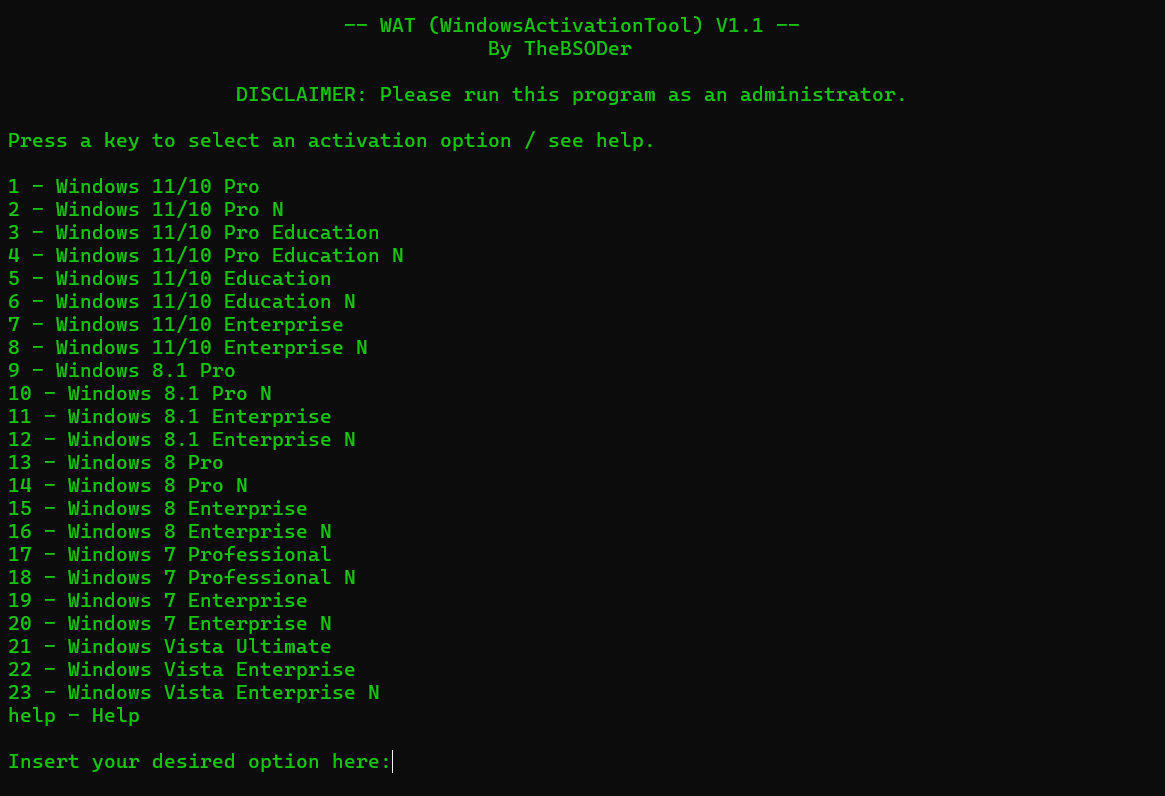 -- WAT (WindowsActivationTool) V1.1 --
By TheBSODer
DISCLAIMER: Please run this program as an administrator.
Press a key to select an activation option / see help.
1 - Windows 11/10 Pro
2 - Windows 11/10 Pro N
3 - Windows 11/10 Pro Education
4 - Windows 11/10 Pro Education N
5 - Windows 11/10 Education
6 - Windows 11/10 Education N
7 - Windows 11/10 Enterprise
8 - Windows 11/10 Enterprise N
9 - Windows 8.1 Pro
10 - Windows 8.1 Pro N
11 - Windows 8.1 Enterprise
12 - Windows 8.1 Enterprise N
13 - Windows 8 Pro
14 - Windows 8 Pro N
15 - Windows 8 Enterprise
16 - Windows 8 Enterprise N
17 - Windows 7 Professional
18 - Windows 7 Professional N
19 - Windows 7 Enterprise
20 - Windows 7 Enterprise N
21 - Windows Vista Ultimate
22 - Windows Vista Enterprise
23 - Windows Vista Enterprise N
help - Help
Insert your desired option here: